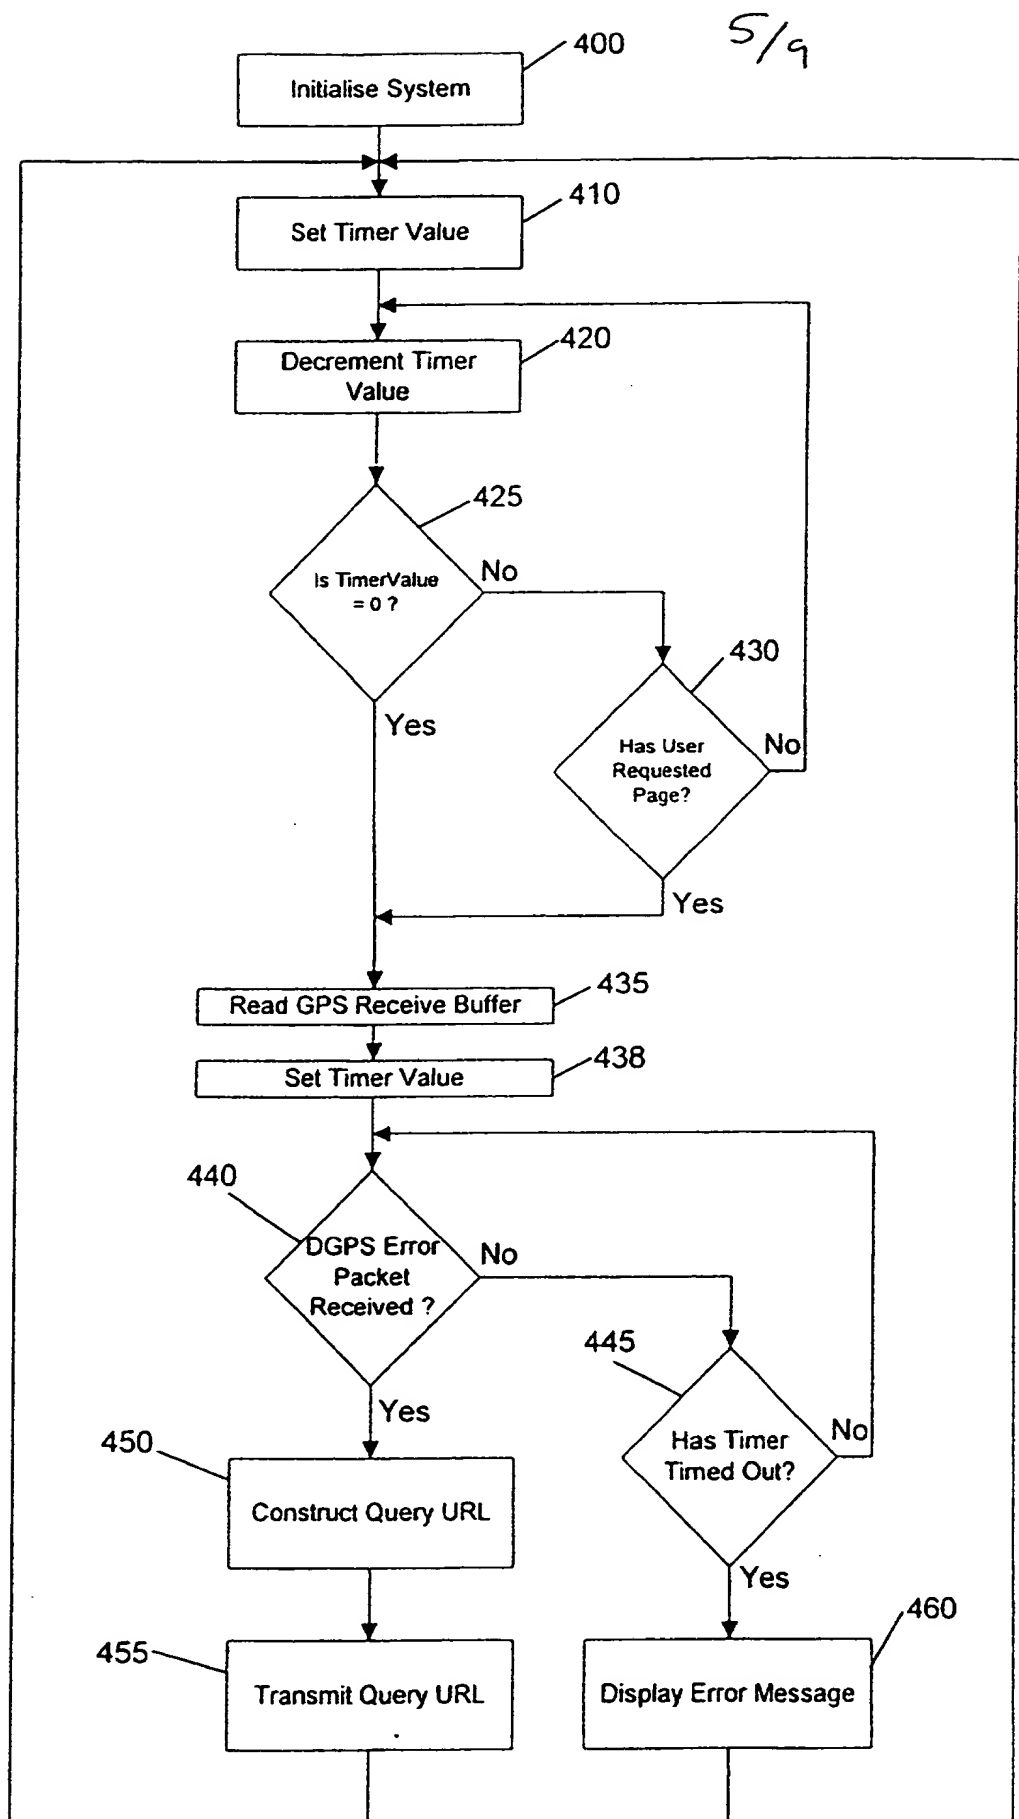 5/9
400
Initialise System
410
Set Timer Value
420
Decrement Timer
Value
425
Is TimerValue
= 0 ?
No
430
Has User
Requested
Page?
No
Yes
Yes
435
Read GPS Receive Buffer
438
Set Timer Value
440
DGPS Error
Packet
Received ?
No
445
Has Timer
Timed Out?
No
Yes
450
Construct Query URL
Yes
460
455
Transmit Query URL
Display Error Message